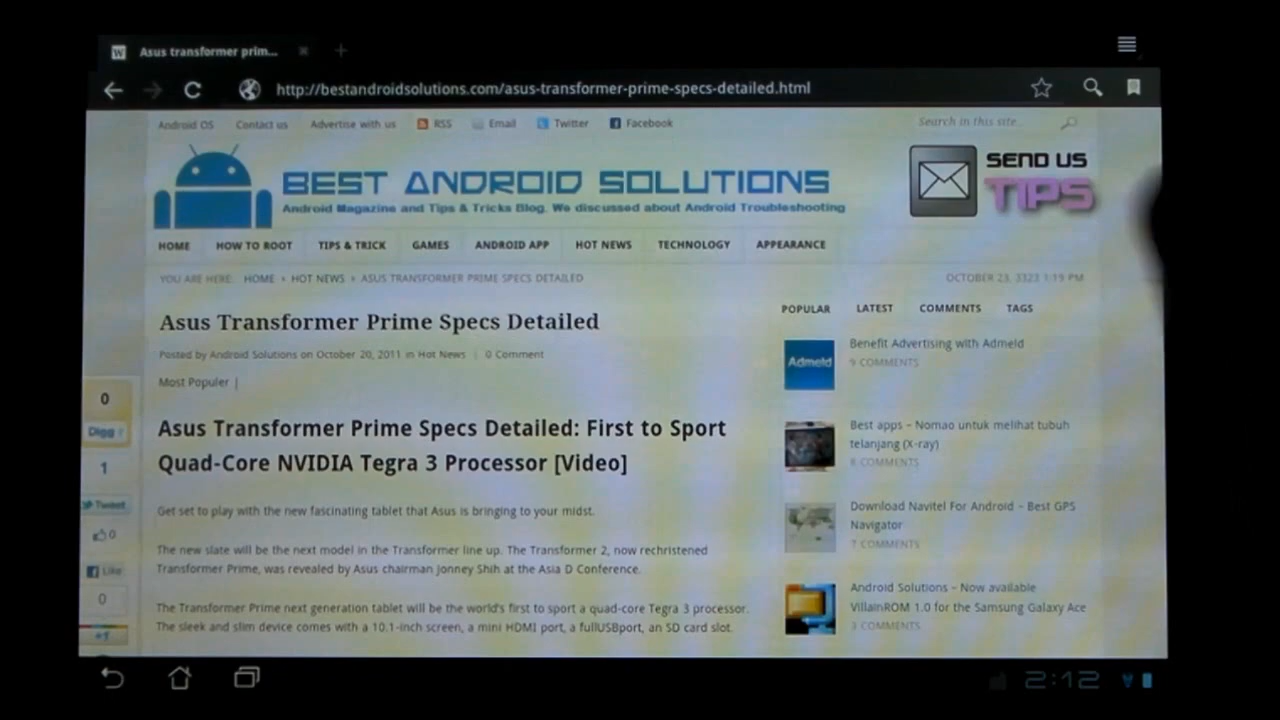 W Asus transformer prim...
http://bestandroidsolutions.com/asus-transformer-prime-specs-detailed.html
Android OS Contact us Advertise with us RSS Email Twitter Facebook
Search in this site...
BEST ANDROID SOLUTIONS
Android Magazine and Tips & Tricks Blog. We discussed about Android Troubleshooting
SEND US
TIPS
HOME HOW TO ROOT TIPS & TRICK GAMES ANDROID APP HOT NEWS TECHNOLOGY APPEARANCE
YOU ARE HERE: HOME › HOT NEWS › ASUS TRANSFORMER PRIME SPECS DETAILED
OCTOBER 23, 3323 1:19 PM
Asus Transformer Prime Specs Detailed
Posted by Android Solutions on October 20, 2011 in Hot News | 0 Comment
Most Populer |
Asus Transformer Prime Specs Detailed: First to Sport
Quad-Core NVIDIA Tegra 3 Processor [Video]
Get set to play with the new fascinating tablet that Asus is bringing to your midst.
The new slate will be the next model in the Transformer line up. The Transformer 2, now rechristened
Transformer Prime, was revealed by Asus chairman Jonney Shih at the Asia D Conference.
The Transformer Prime next generation tablet will be the world's first to sport a quad-core Tegra 3 processor.
The sleek and slim device comes with a 10.1-inch screen, a mini HDMI port, a fullUSBport, an SD card slot.
0
Digg
1
Tweet
0
Like
0
+1
POPULAR LATEST COMMENTS TAGS
Admeld
Benefit Advertising with Admeld
9 COMMENTS
Best apps – Nomao untuk melihat tubuh
telanjang (X-ray)
8 COMMENTS
Download Navitel For Android – Best GPS
Navigator
7 COMMENTS
Android Solutions – Now available
VillainROM 1.0 for the Samsung Galaxy Ace
3 COMMENTS
2:12